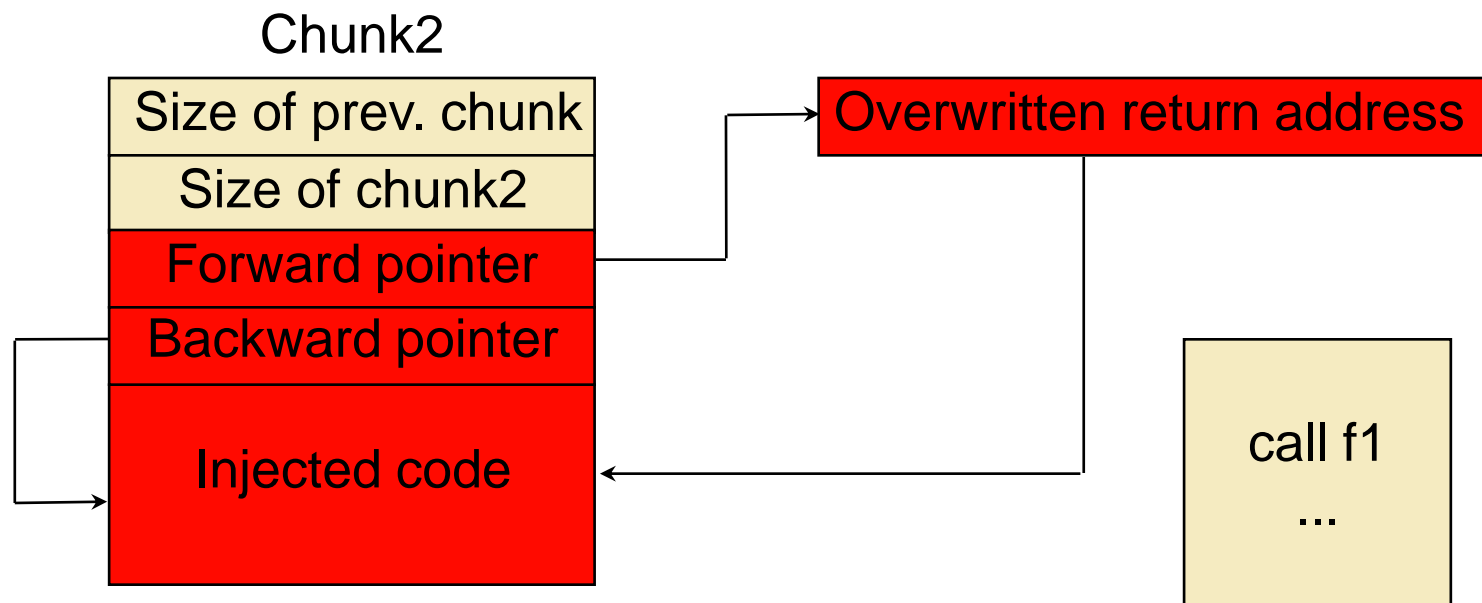 Chunk2
Size of prev. chunk
Size of chunk2
Forward pointer
Backward pointer
Injected code
Overwritten return address
call f1
...